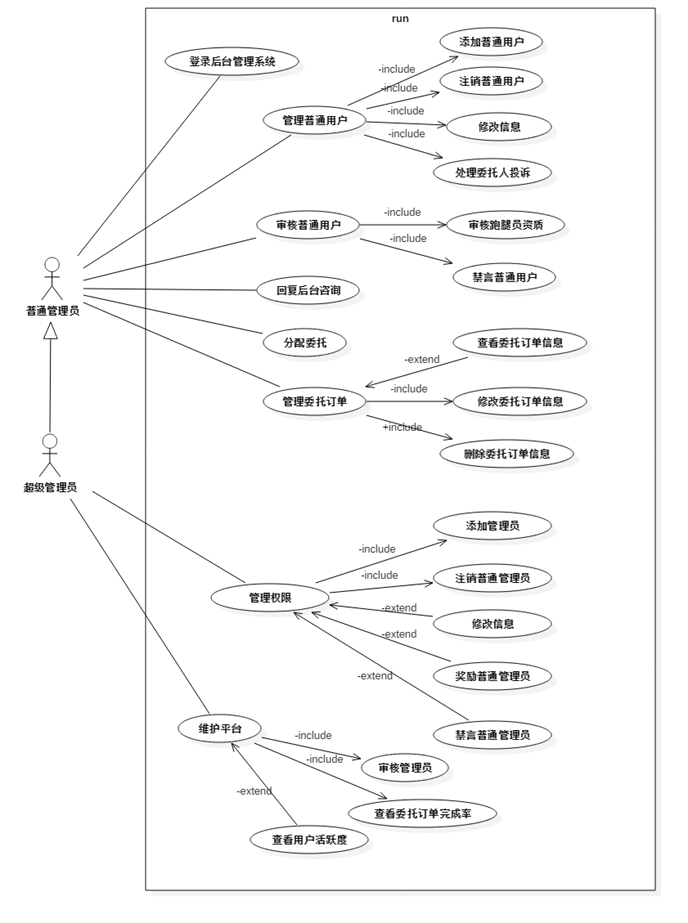 run
添加普通用户
登录后台管理系统
-include
注销普通用户
-include
管理普通用户
-include
修改信息
-include
处理委托人投诉
审核普通用户
-include
审核跑腿员资质
-include
禁言普通用户
回复后台咨询
普通管理员
分配委托
查看委托订单信息
-extend
管理委托订单
-include
修改委托订单信息
+include
删除委托订单信息
超级管理员
添加管理员
-include
注销普通管理员
-include
管理权限
-extend
修改信息
-extend
奖励普通管理员
-extend
禁言普通管理员
维护平台
-include
审核管理员
-include
-extend
查看委托订单完成率
查看用户活跃度